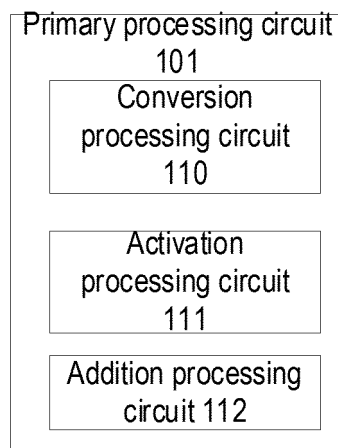 Primary processing circuit
101
Conversion
processing circuit
110
Activation
processing circuit
111
Addition processing
circuit 112